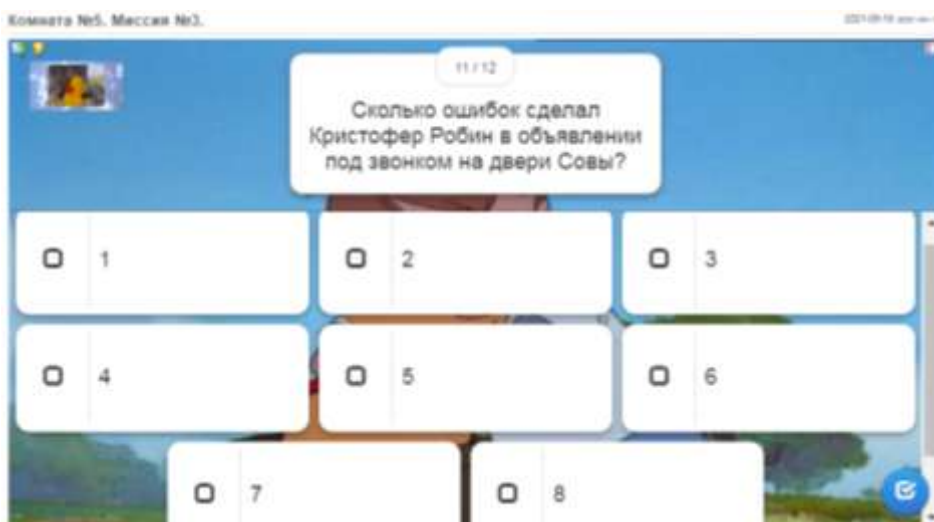 Комната №5. Миссия №3.
11 / 12
Сколько ошибок сделал
Кристофер Робин в объявлении
под звонком на двери Совы?
1
2
3
4
5
6
7
8